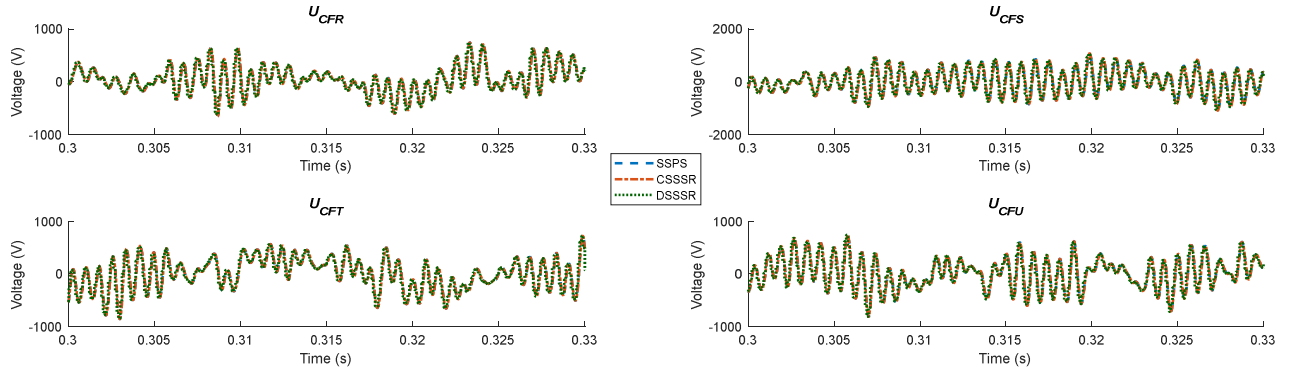 U_CFR
1000
0
-1000
Voltage (V)
0.3 0.305 0.31 0.315 0.32 0.325 0.33
Time (s)
U_CFS
2000
0
-2000
Voltage (V)
0.3 0.305 0.31 0.315 0.32 0.325 0.33
Time (s)
SSPS
CSSSR
DSSSR
U_CFT
1000
0
-1000
Voltage (V)
0.3 0.305 0.31 0.315 0.32 0.325 0.33
Time (s)
U_CFU
1000
0
-1000
Voltage (V)
0.3 0.305 0.31 0.315 0.32 0.325 0.33
Time (s)